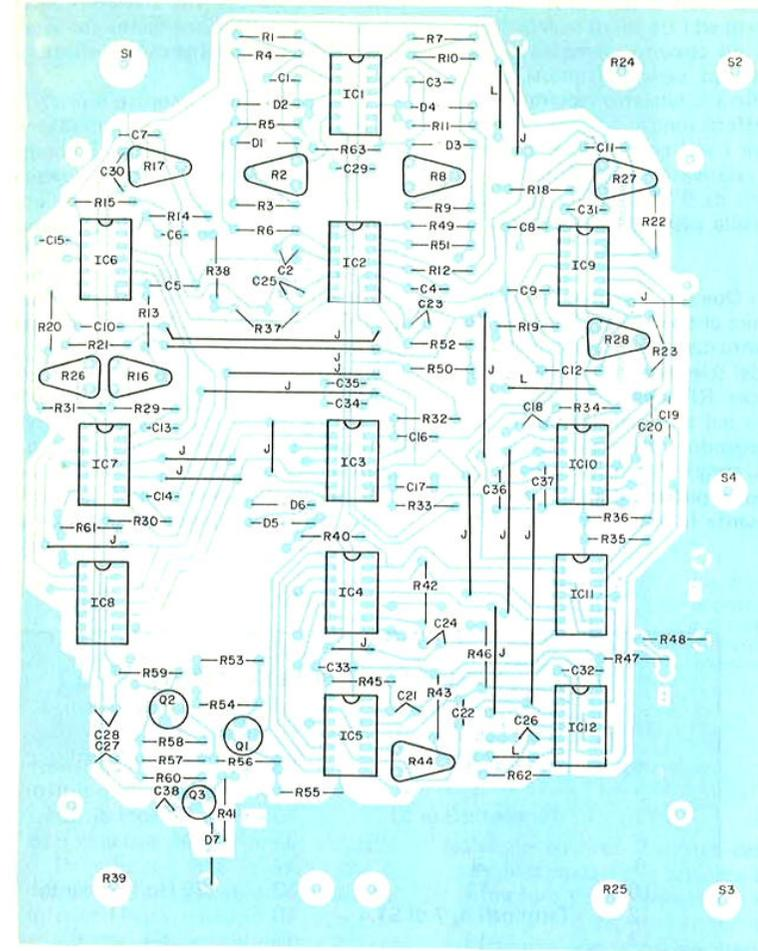 R1
R7
S1
R4
R10
R24
S2
C1
IC1
C3
L
D2
D4
R5
R11
J
C7
D1
R63
D3
C11
C30
R17
R2
C29
R8
R27
R18
R15
R3
R9
C31
R14
R22
R6
R49
C8
C15
C6
R51
IC6
R38
C2
IC2
R12
IC9
C5
C25
C4
C9
J
R13
C23
R20
C10
R37
R19
R28
J
R21
R52
R23
J
R26
R16
J
R50
J
C12
J
C35
L
C34
R31
R29
R32
C18
R34
C19
C13
C16
C20
J
J
IC7
IC3
IC10
J
C36
C37
S4
C17
C14
R33
D6
R61
R30
D5
R36
J
R40
J
J
J
R35
IC8
IC4
R42
IC11
C24
R48
J
R46
J
R53
R47
C33
R59
R45
C32
R43
Q2
R54
C21
C22
C28
IC5
C26
IC12
C27
R58
Q1
L
R57
R56
R44
R60
R62
C38
Q3
R55
R41
D7
R39
R25
S3